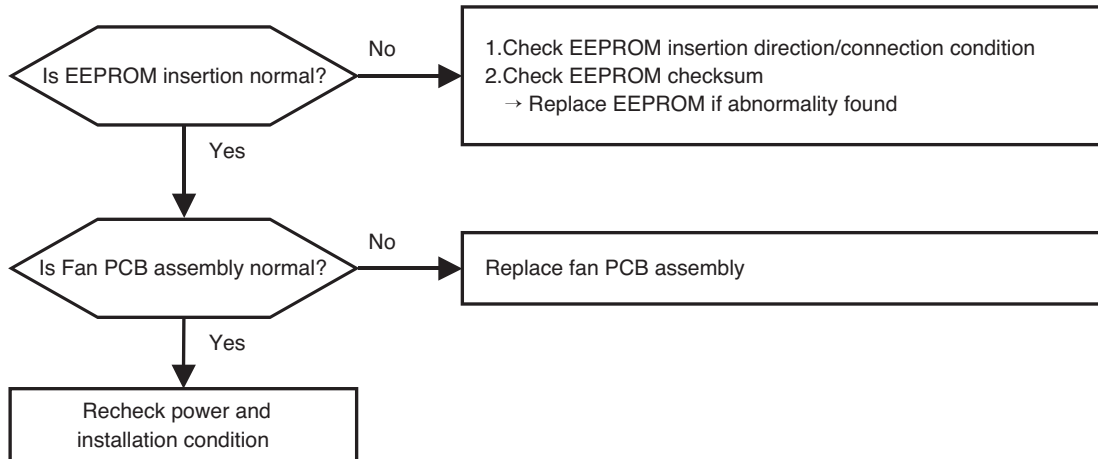 Is EEPROM insertion normal?
No
1.Check EEPROM insertion direction/connection condition
2.Check EEPROM checksum
→ Replace EEPROM if abnormality found
Yes
Is Fan PCB assembly normal?
No
Replace fan PCB assembly
Yes
Recheck power and
installation condition